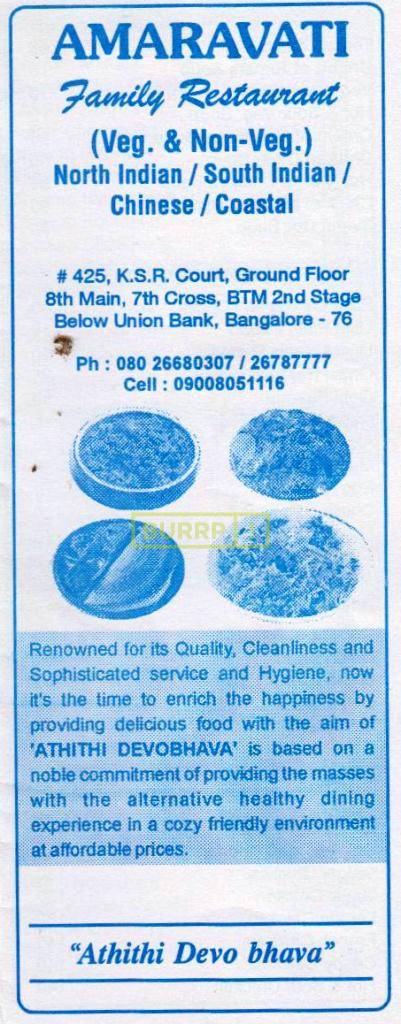 AMARAVATI
Family Restaurant
(Veg. & Non-Veg.)
North Indian / South Indian /
Chinese / Coastal
# 425, K.S.R. Court, Ground Floor
8th Main, 7th Cross, BTM 2nd Stage
Below Union Bank, Bangalore - 76
Ph : 080 26680307 / 26787777
Cell : 09008051116
BURRP
Renowned for its Quality, Cleanliness and
Sophisticated service and Hygiene, now
it's the time to enrich the happiness by
providing delicious food with the aim of
'ATHITHI DEVOBHAVA' is based on a
noble commitment of providing the masses
with the alternative healthy dining
experience in a cozy friendly environment
at affordable prices.
"Athithi Devo bhava"